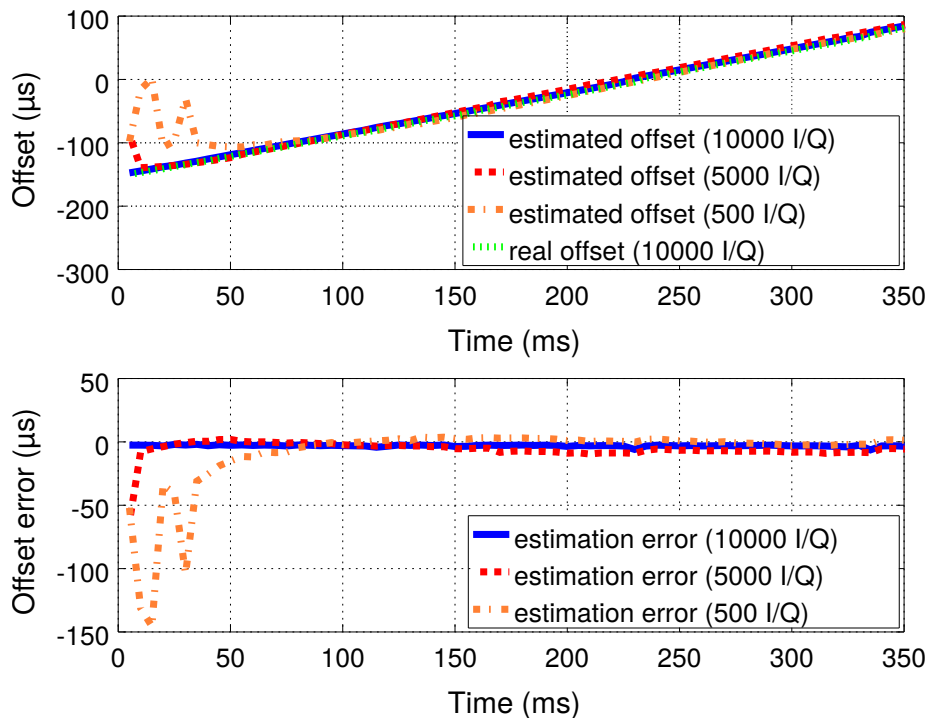 100
0
-100
-200
-300
Offset (µs)
estimated offset (10000 I/Q)
estimated offset (5000 I/Q)
estimated offset (500 I/Q)
real offset (10000 I/Q)
0 50 100 150 200 250 300 350
Time (ms)
50
0
-50
-100
-150
Offset error (µs)
estimation error (10000 I/Q)
estimation error (5000 I/Q)
estimation error (500 I/Q)
0 50 100 150 200 250 300 350
Time (ms)